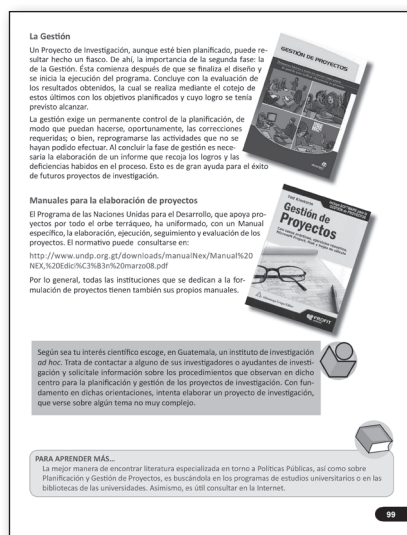 La Gestión
Un Proyecto de Investigación, aunque esté bien planificado, puede re-
sultar hecho un fiasco. De ahí, la importancia de la segunda fase: la
de la Gestión. Ésta comienza después de que se finaliza el diseño y
se inicia la ejecución del programa. Concluye con la evaluación de
los resultados obtenidos, la cual se realiza mediante el cotejo de
estos últimos con los objetivos planificados y cuyo logro se tenía
previsto alcanzar.
La gestión exige un permanente control de la planificación, de
modo que puedan hacerse, oportunamente, las correcciones
requeridas; o bien, reprogramarse las actividades que no se
hayan podido efectuar. Al concluir la fase de gestión es nece-
saria la elaboración de un informe que recoja los logros y las
deficiencias habidos en el proceso. Esto es de gran ayuda para el éxito
de futuros proyectos de investigación.
GESTIÓN DE PROYECTOS
Manuales para la elaboración de proyectos
El Programa de las Naciones Unidas para el Desarrollo, que apoya pro-
yectos por todo el orbe terráqueo, ha uniformado, con un Manual
específico, la elaboración, ejecución, seguimiento y evaluación de los
proyectos. El normativo puede consultarse en:
http://www.undp.org.gt/downloads/manualNex/Manual%20
NEX,%20Edici%C3%B3n%20marzo08.pdf
Por lo general, todas las instituciones que se dedican a la for-
mulación de proyectos tienen también sus propios manuales.
Ted Klastorin
Gestión de
Proyectos
PROFIT
Según sea tu interés científico escoge, en Guatemala, un instituto de investigación
ad hoc. Trata de contactar a alguno de sus investigadores o ayudantes de investi-
gación y solicítale información sobre los procedimientos que observan en dicho
centro para la planificación y gestión de los proyectos de investigación. Con fun-
damento en dichas orientaciones, intenta elaborar un proyecto de investigación,
que verse sobre algún tema no muy complejo.
PARA APRENDER MÁS...
La mejor manera de encontrar literatura especializada en torno a Políticas Públicas, así como sobre
Planificación y Gestión de Proyectos, es buscándola en los programas de estudios universitarios o en las
bibliotecas de las universidades. Asimismo, es útil consultar en la Internet.
99